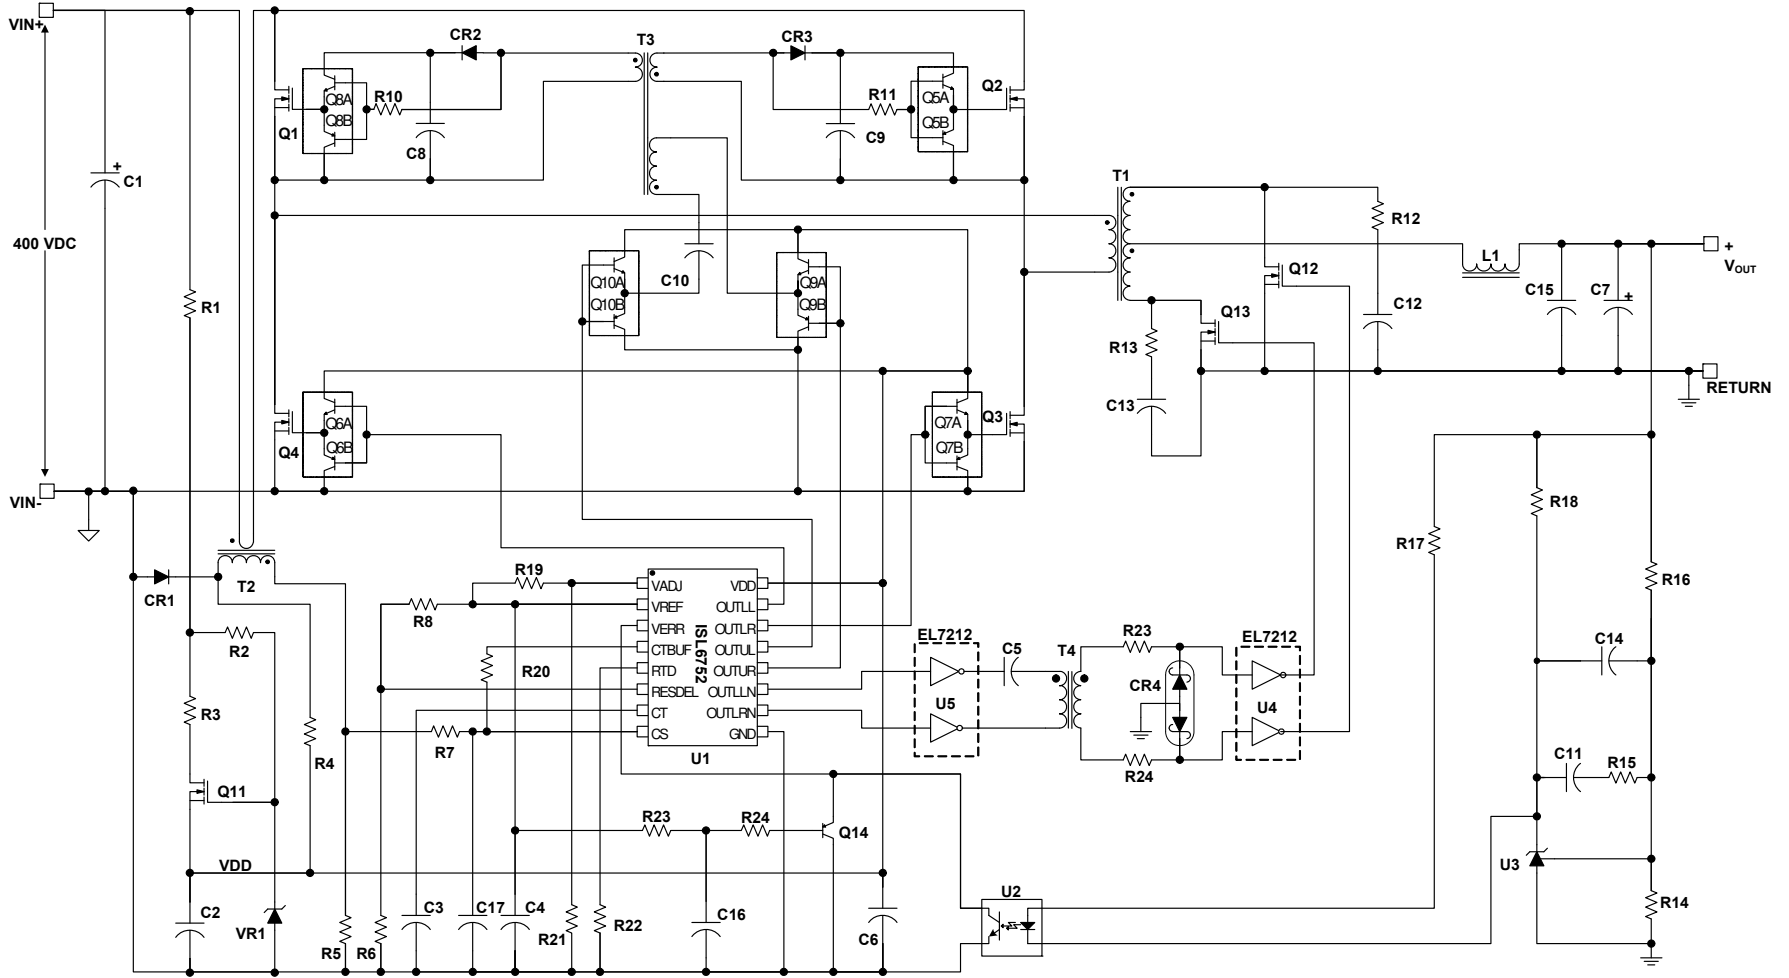 VIN+
CR2
T3
CR3
Q8A
Q8B
R10
Q1
C8
R11
C9
Q5A
Q5B
Q2
C1
400 VDC
T1
R12
Q10A
Q10B
C10
Q9A
Q9B
Q12
L1
+
VOUT
R1
Q13
C15
C7
C12
R13
C13
RETURN
Q6A
Q6B
Q4
Q7A
Q7B
Q3
VIN-
R18
R17
R16
CR1
T2
R19
R8
R2
VADJ
VREF
VERR
CTBUF
RTD
RESDEL
CT
CS
ISL6752
VDD
OUTLL
OUTLR
OUTUL
OUTUR
OUTLLN
OUTLRN
GND
U1
R20
R7
R3
R4
EL7212
U5
C5
T4
R23
CR4
R24
EL7212
U4
C14
C11
R15
Q11
R23
R24
Q14
VDD
U3
C2
VR1
R5
R6
C3
C17
C4
R21
R22
C16
C6
U2
R14
+
+